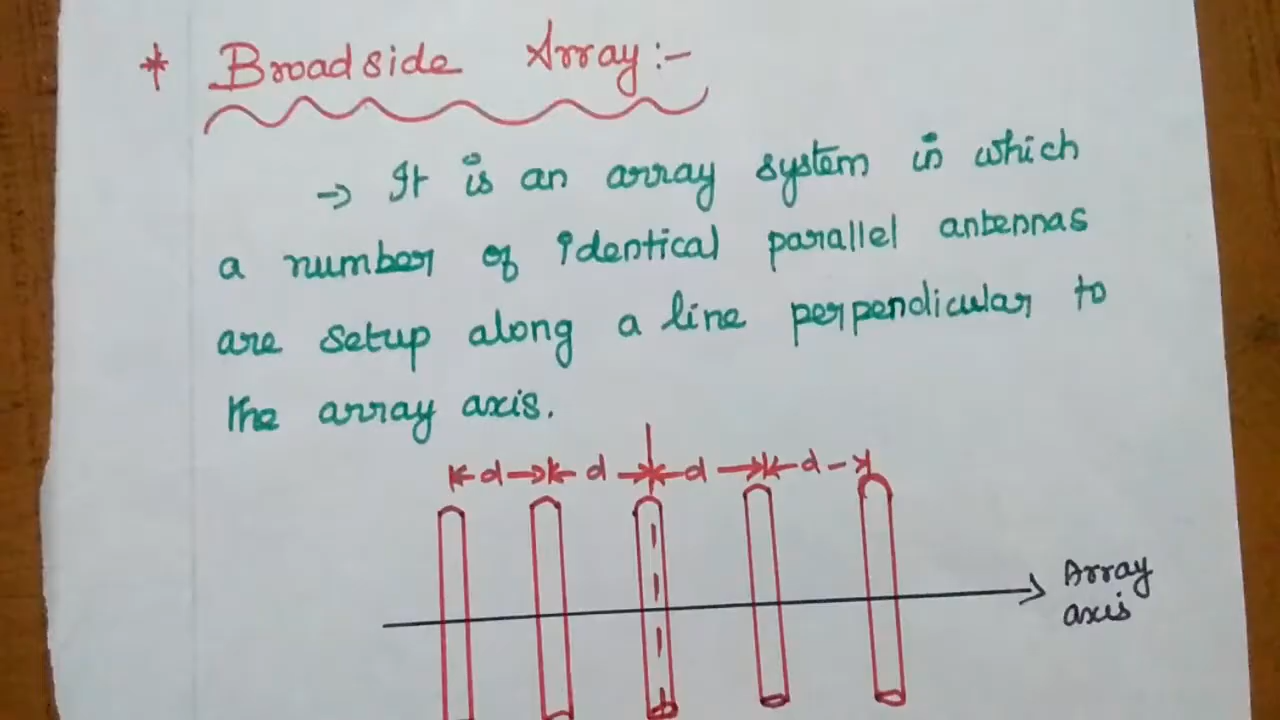 * Broadside Array:-
→ It is an array system in which
a number of identical parallel antennas
are setup along a line perpendicular to
the array axis.
d d d d
Array
axis